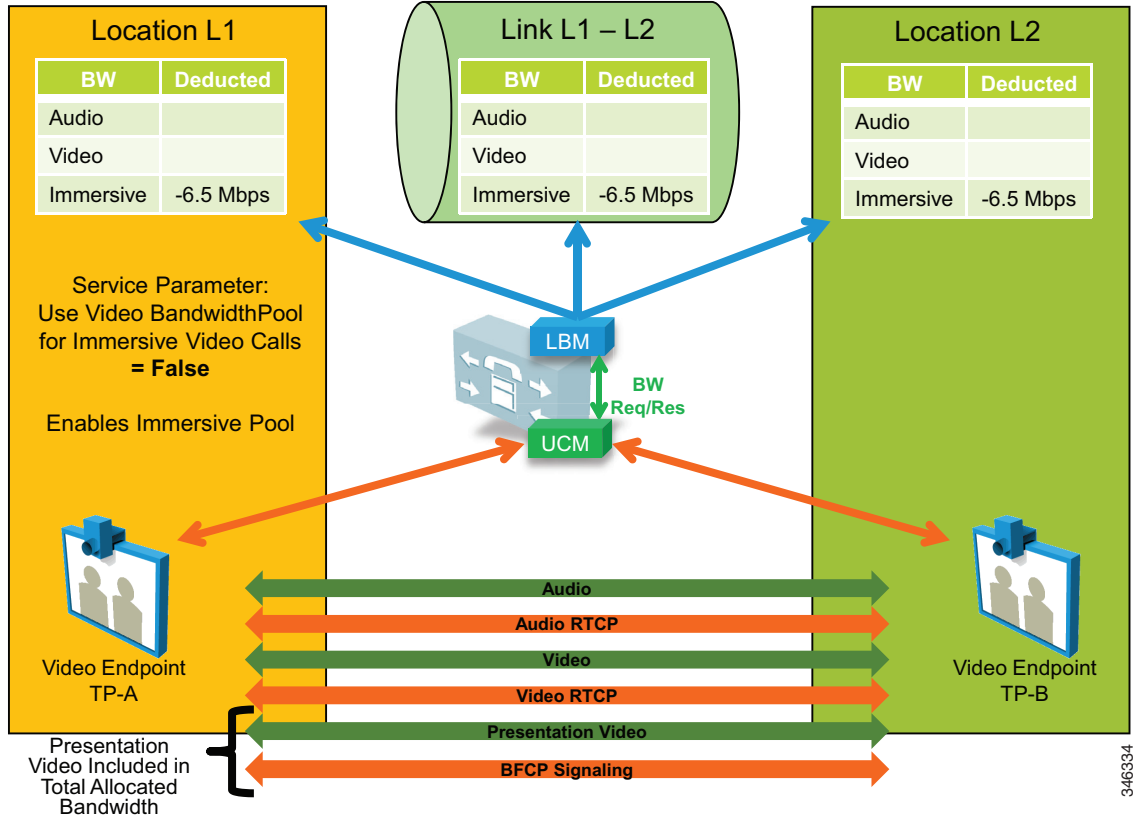 Location L1
BW Deducted
Audio
Video
Immersive -6.5 Mbps
Link L1 – L2
BW Deducted
Audio
Video
Immersive -6.5 Mbps
Location L2
BW Deducted
Audio
Video
Immersive -6.5 Mbps
Service Parameter:
Use Video BandwidthPool
for Immersive Video Calls
= False
Enables Immersive Pool
LBM
BW
Req/Res
UCM
Video Endpoint
TP-A
Video Endpoint
TP-B
Audio
Audio RTCP
Video
Video RTCP
Presentation Video
BFCP Signaling
Presentation
Video Included in
Total Allocated
Bandwidth
346334